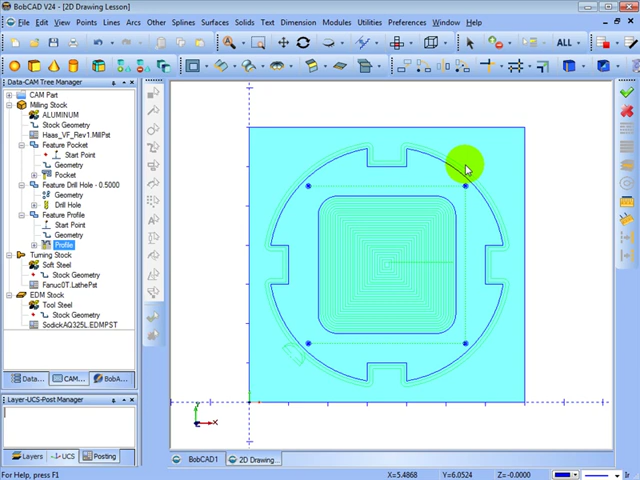 BobCAD V24 - [2D Drawing Lesson]
File Edit View Points Lines Arcs Other Splines Surfaces Solids Dimension Modules Utilities Preferences Window Help
ALL
Data-CAM Tree Manager
CAM Part
Milling Stock
ALUMINUM
Stock Geometry
Haas_VF_Rev1.MillPst
Feature Pocket
Start Point
Geometry
Pocket
Feature Drill Hole - 0.5000
Geometry
Drill Hole
Feature Profile
Start Point
Geometry
Profile
Turning Stock
Soft Steel
Stock Geometry
Fanuc0T.LathePst
EDM Stock
Tool Steel
Stock Geometry
SodickAQ325L.EDMPST
Data... CAM... BobA...
Layer-UCS-Post Manager
Layers UCS Posting
Y
X
BobCAD1 2D Drawing...
For Help, press F1 X=5.4868 Y=6.0524 Z=-0.0000